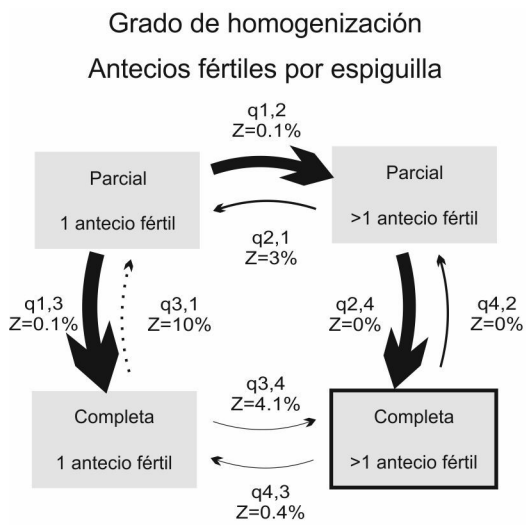 Grado de homogenización
Antecios fértiles por espiguilla
q1,2
Z=0.1%
Parcial
1 antecio fértil
Parcial
>1 antecio fértil
q2,1
Z=3%
q1,3
Z=0.1%
q3,1
Z=10%
q2,4
Z=0%
q4,2
Z=0%
q3,4
Z=4.1%
Completa
1 antecio fértil
Completa
>1 antecio fértil
q4,3
Z=0.4%